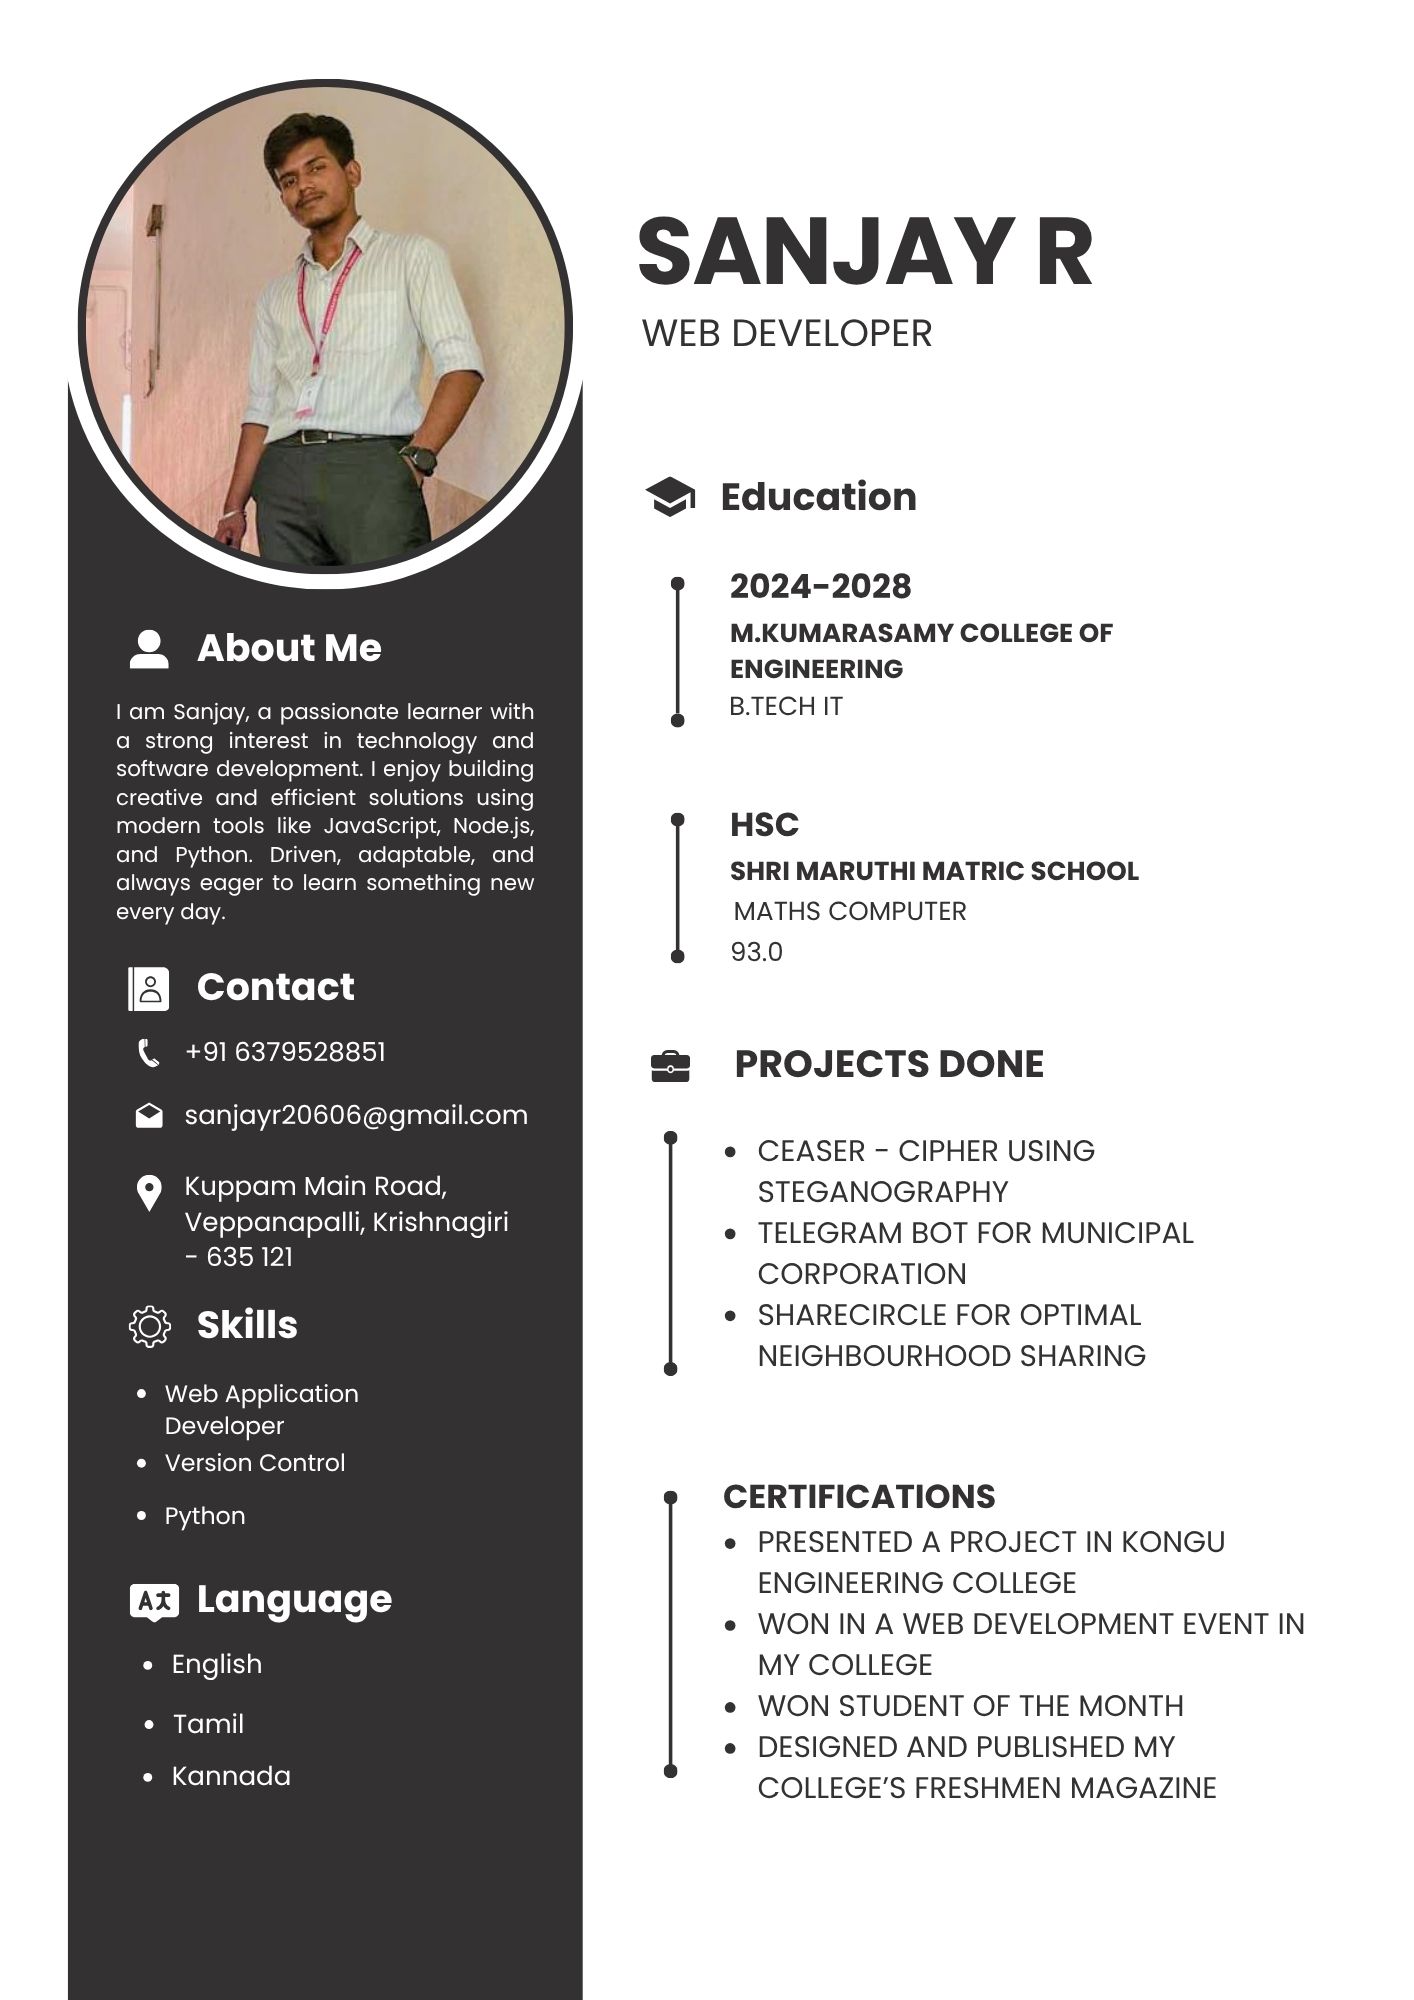 SANJAY R
WEB DEVELOPER
About Me
I am Sanjay, a passionate learner with
a strong interest in technology and
software development. I enjoy building
creative and efficient solutions using
modern tools like JavaScript, Node.js,
and Python. Driven, adaptable, and
always eager to learn something new
every day.
Contact
+91 6379528851
sanjayr20606@gmail.com
Kuppam Main Road,
Veppanapalli, Krishnagiri
- 635 121
Skills
Web Application
Developer
Version Control
Python
Language
English
Tamil
Kannada
Education
2024-2028
M.KUMARASAMY COLLEGE OF
ENGINEERING
B.TECH IT
HSC
SHRI MARUTHI MATRIC SCHOOL
MATHS COMPUTER
93.0
PROJECTS DONE
CEASER - CIPHER USING
STEGANOGRAPHY
TELEGRAM BOT FOR MUNICIPAL
CORPORATION
SHARECIRCLE FOR OPTIMAL
NEIGHBOURHOOD SHARING
CERTIFICATIONS
PRESENTED A PROJECT IN KONGU
ENGINEERING COLLEGE
WON IN A WEB DEVELOPMENT EVENT IN
MY COLLEGE
WON STUDENT OF THE MONTH
DESIGNED AND PUBLISHED MY
COLLEGE’S FRESHMEN MAGAZINE